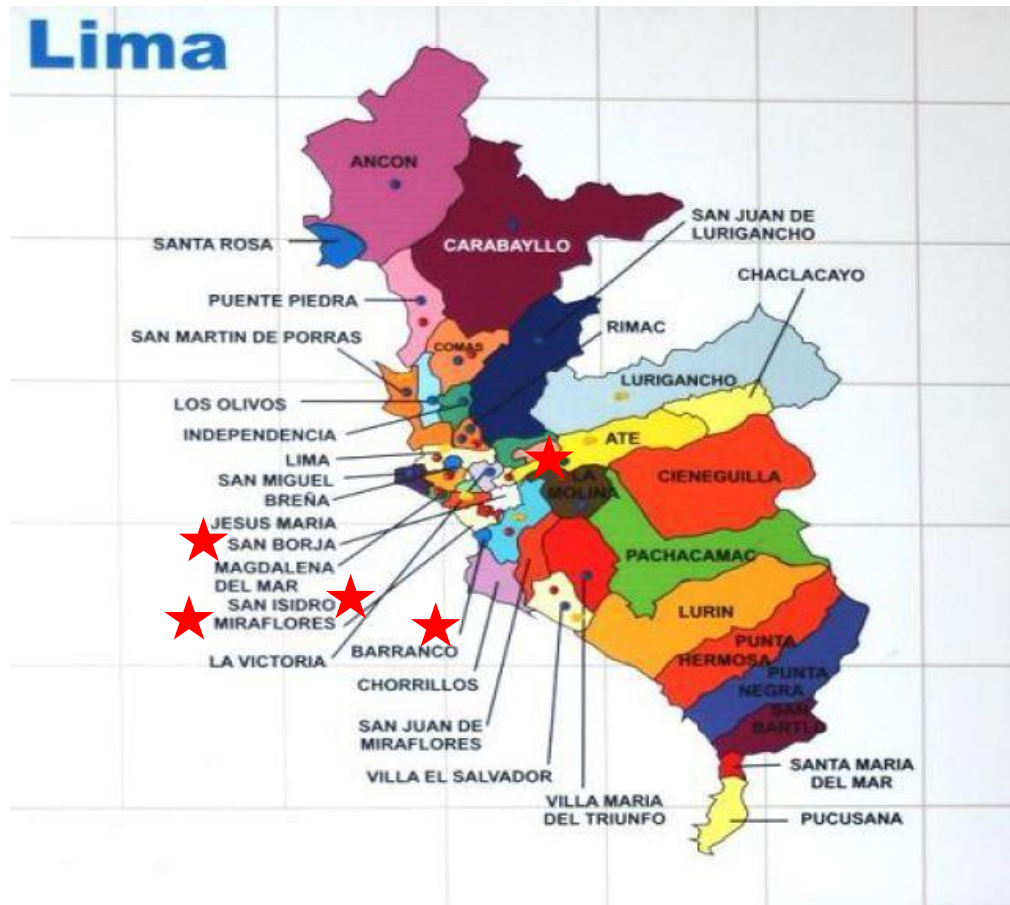 Lima
ANCON
SAN JUAN DE
LURIGANCHO
SANTA ROSA
CARABAYLLO
CHACLACAYO
PUENTE PIEDRA
RIMAC
SAN MARTIN DE PORRAS
COMAS
LURIGANCHO
LOS OLIVOS
INDEPENDENCIA
ATE
LIMA
SAN MIGUEL
BREÑA
LA
MOLINA
CIENEGUILLA
JESUS MARIA
SAN BORJA
MAGDALENA
DEL MAR
PACHACAMAC
SAN ISIDRO
MIRAFLORES
LURIN
BARRANCO
LA VICTORIA
PUNTA
HERMOSA
PUNTA
NEGRA
CHORRILLOS
SAN
BARTLO
SAN JUAN DE
MIRAFLORES
VILLA EL SALVADOR
SANTA MARIA
DEL MAR
VILLA MARIA
DEL TRIUNFO
PUCUSANA